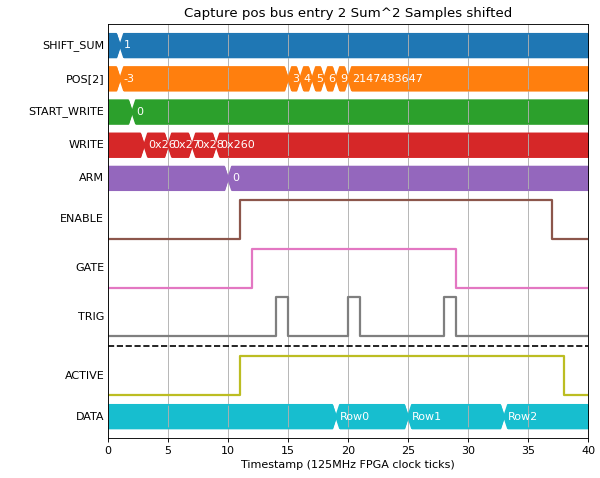 Capture pos bus entry 2 Sum^2 Samples shifted
SHIFT_SUM 1
POS[2] -3 3 4 5 6 9 2147483647
START_WRITE 0
WRITE 0x26 0x27 0x28 0x260
ARM 0
ENABLE
GATE
TRIG
ACTIVE
DATA Row0 Row1 Row2
0 5 10 15 20 25 30 35 40
Timestamp (125MHz FPGA clock ticks)